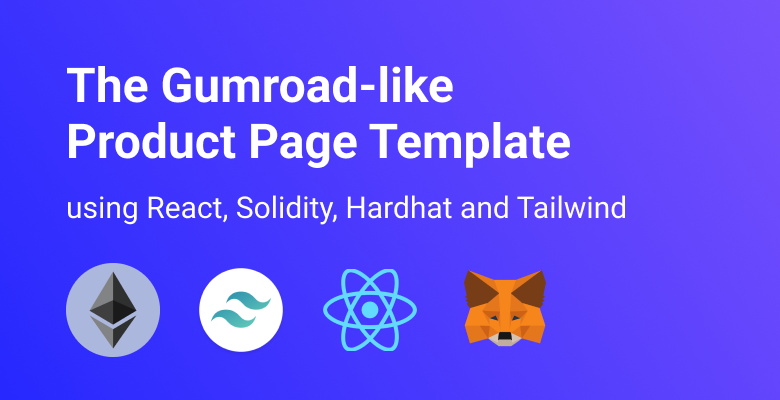 The Gumroad-like
Product Page Template
using React, Solidity, Hardhat and Tailwind